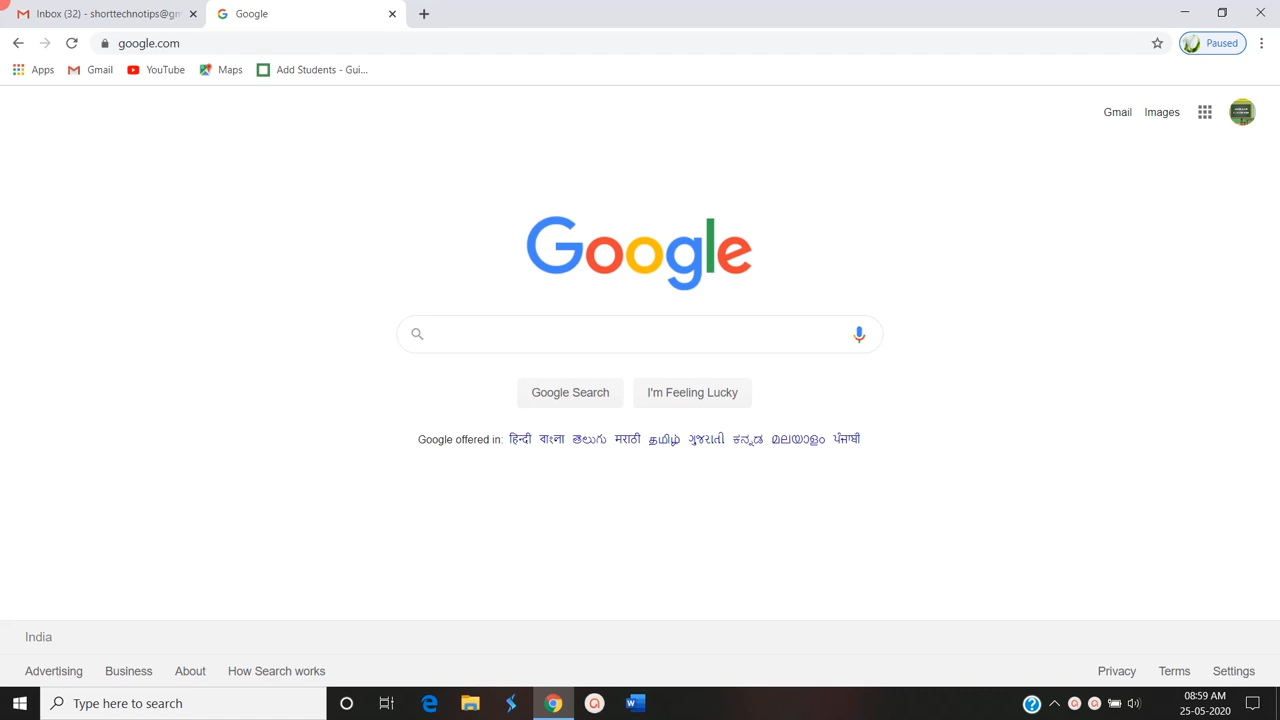 Inbox (32) - shorttechnotips@gm
Google
google.com
Paused
Apps Gmail YouTube Maps Add Students - Gui...
Gmail Images
Google
Google Search I'm Feeling Lucky
Google offered in: हिन्दी বাংলা తెలుగు मराठी தமிழ் ગુજરાતી ಕನ್ನಡ മലയാളം ਪੰਜਾਬੀ
India
Advertising Business About How Search works Privacy Terms Settings
Type here to search
08:59 AM
25-05-2020